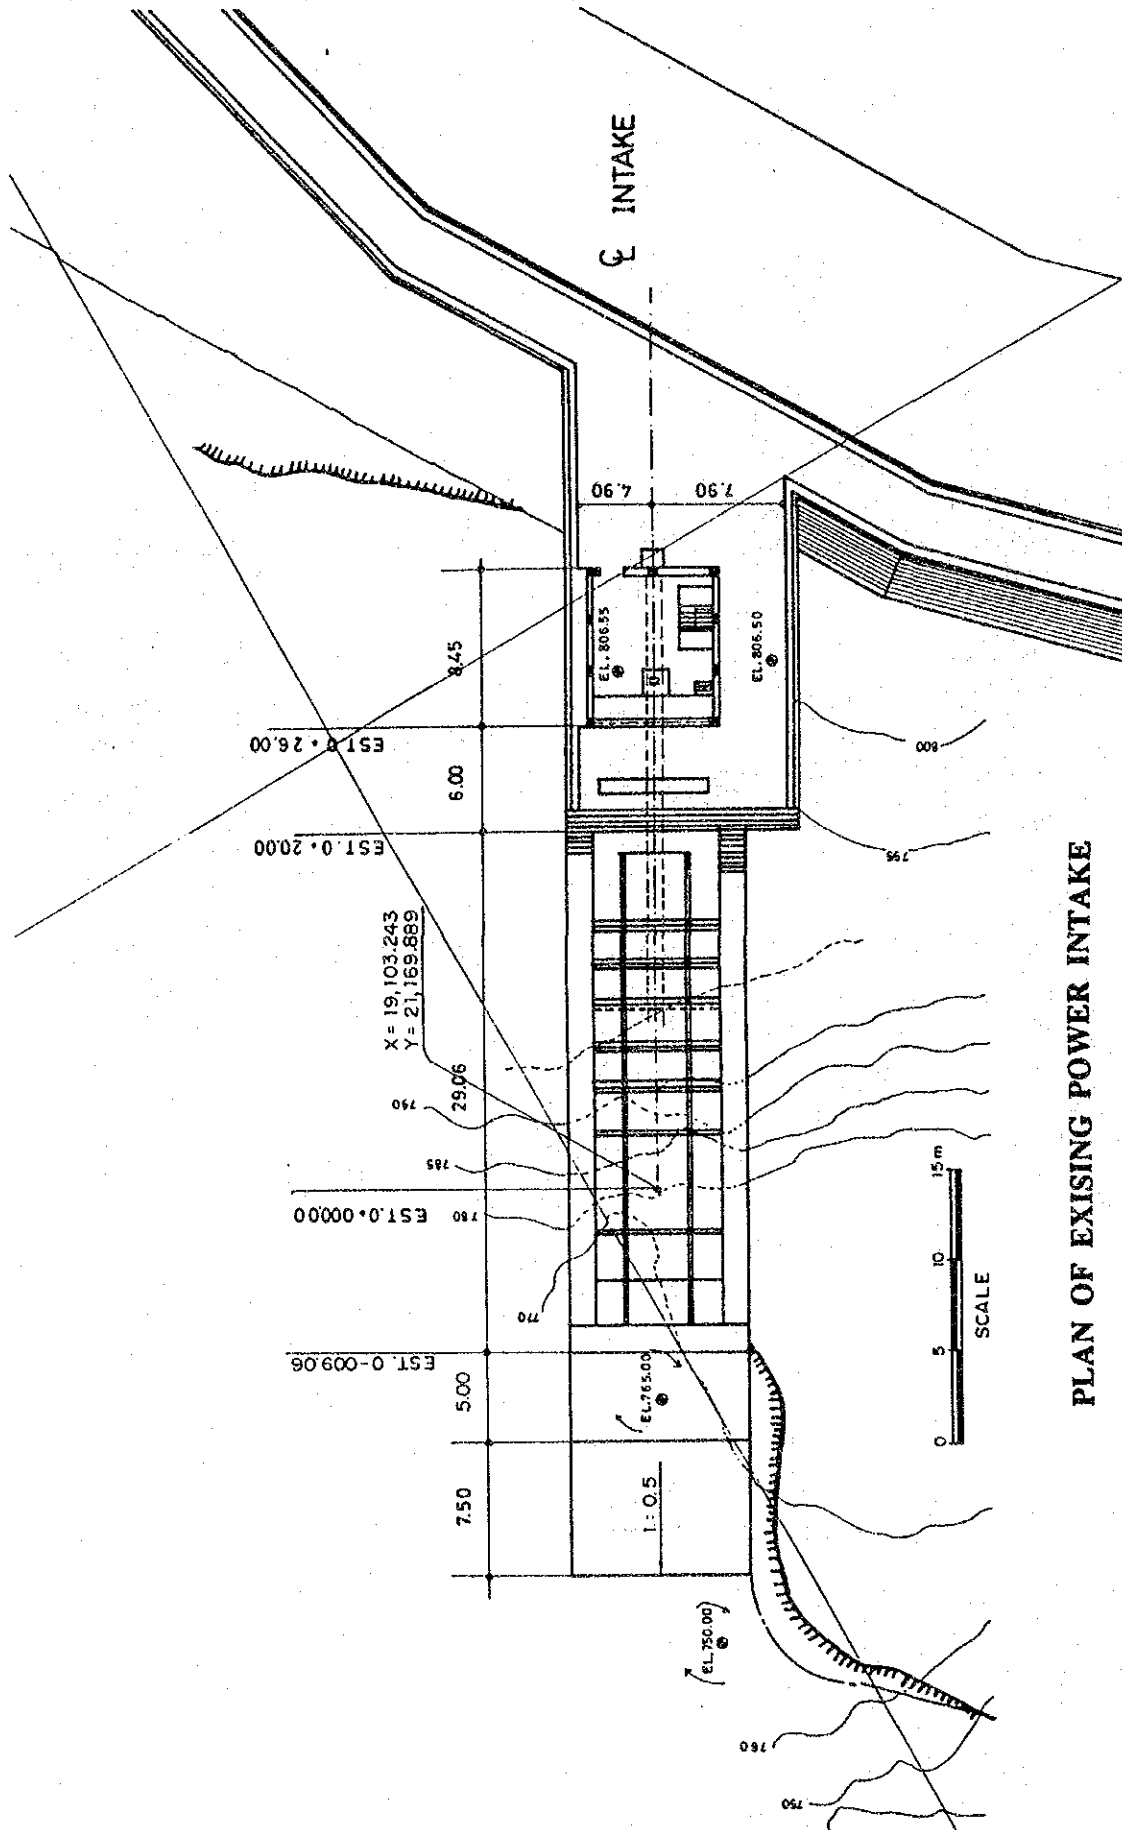 ℄ INTAKE
4.90
7.90
8.45
EL. 806.55
EL. 806.50
EST. 0+26.00
6.00
800
EST. 0+20.00
795
X = 19,103.243
Y = 21,169.889
29.06
790
785
780
EST. 0+000.00
770
EST. 0-009.06
5.00
EL. 765.00
7.50
1:0.5
EL. 750.00
760
750
0 5 10 15 m
SCALE
PLAN OF EXISING POWER INTAKE